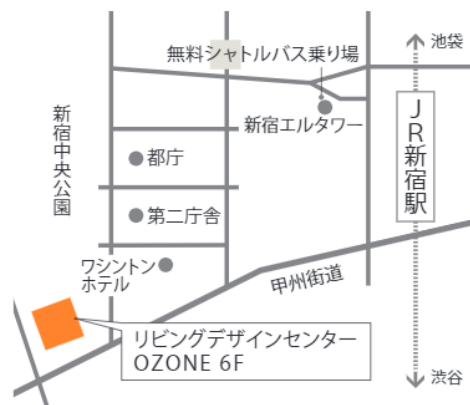 池袋
無料シャトルバス乗り場
新宿エルタワー
JR新宿駅
新宿中央公園
都庁
第二庁舎
ワシントン
ホテル
甲州街道
リビングデザインセンター
OZONE 6F
渋谷